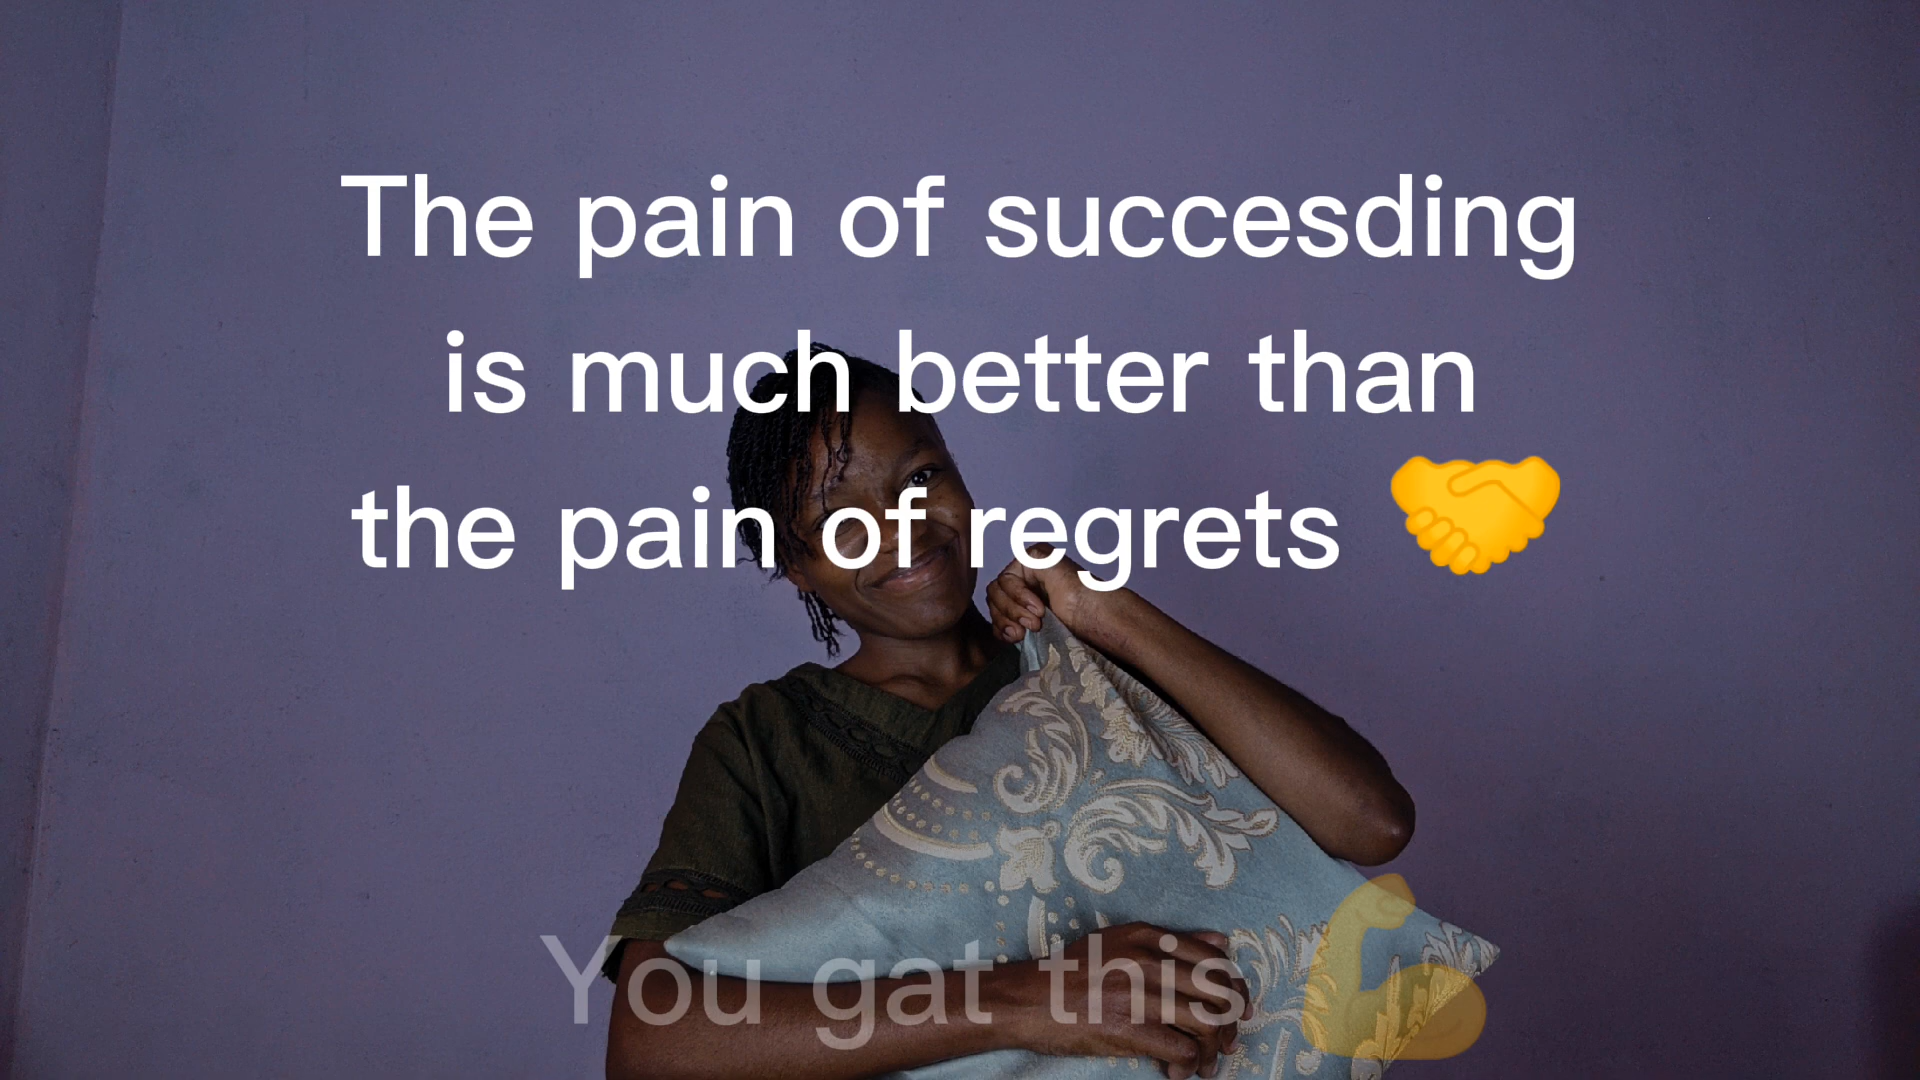 The pain of succesding
is much better than
the pain of regrets 🤝
You gat this 💪